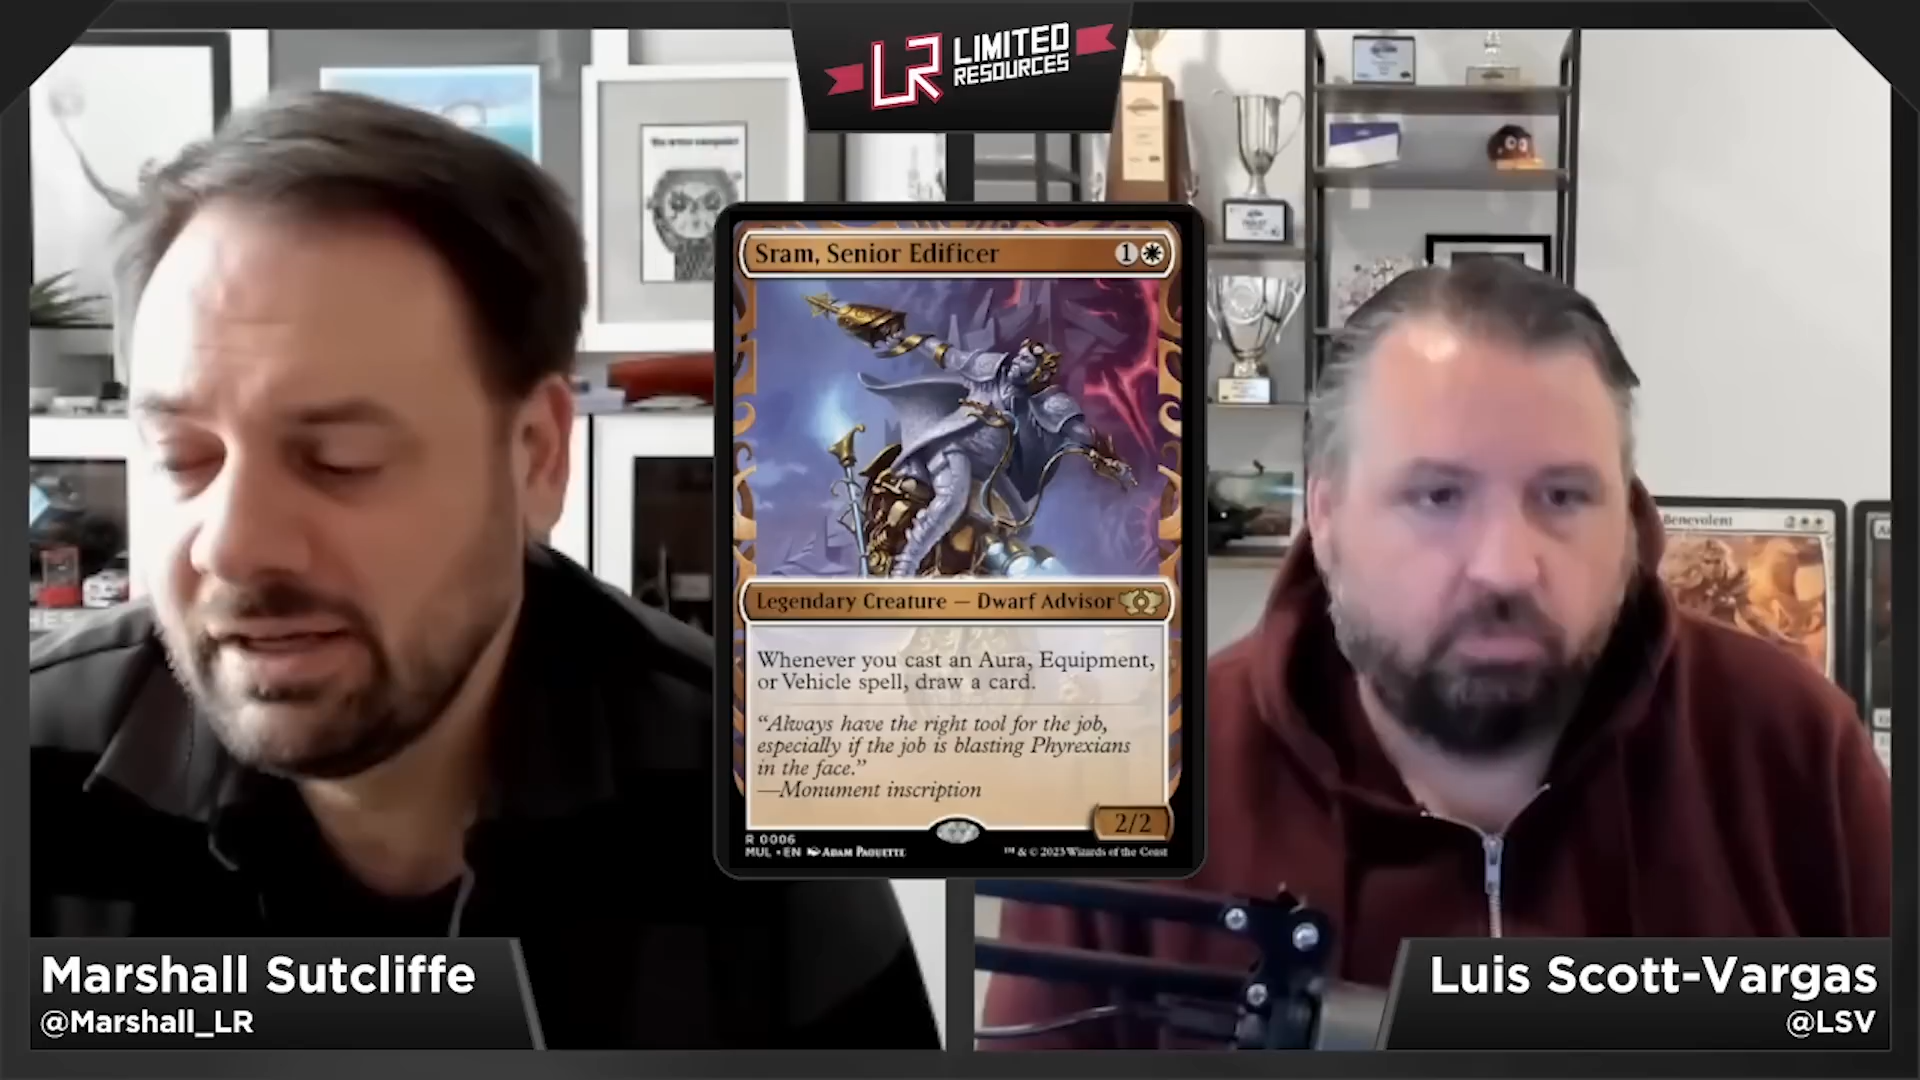 LR LIMITED
RESOURCES
Sram, Senior Edificer 1
Legendary Creature — Dwarf Advisor
Whenever you cast an Aura, Equipment,
or Vehicle spell, draw a card.
“Always have the right tool for the job,
especially if the job is blasting Phyrexians
in the face.”
—Monument inscription
2/2
R 0006
MUL • EN ADAM PAQUETTE
™ & © 2023 Wizards of the Coast
Benevolent 2
Marshall Sutcliffe
@Marshall_LR
Luis Scott-Vargas
@LSV